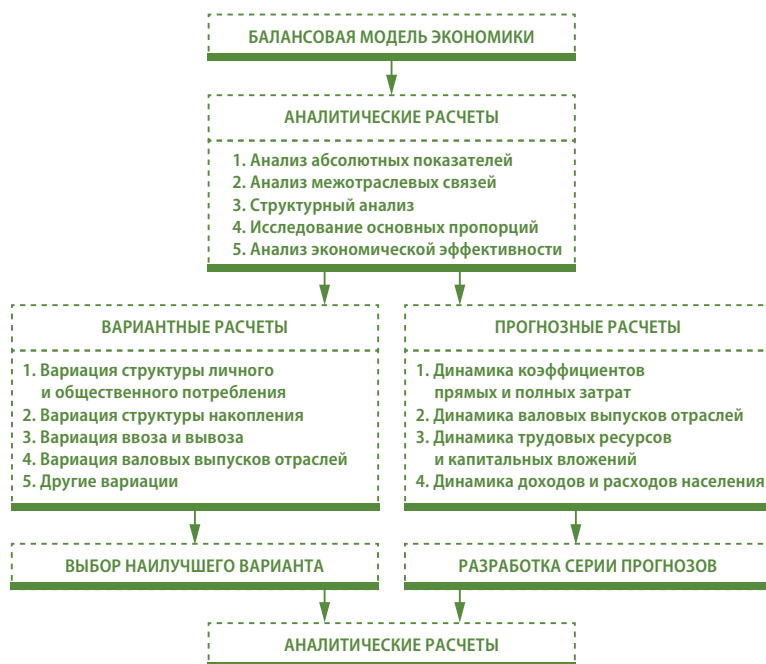 БАЛАНСОВАЯ МОДЕЛЬ ЭКОНОМИКИ
АНАЛИТИЧЕСКИЕ РАСЧЕТЫ
1. Анализ абсолютных показателей
2. Анализ межотраслевых связей
3. Структурный анализ
4. Исследование основных пропорций
5. Анализ экономической эффективности
ВАРИАНТНЫЕ РАСЧЕТЫ
1. Вариация структуры личного
и общественного потребления
2. Вариация структуры накопления
3. Вариация ввоза и вывоза
4. Вариация валовых выпусков отраслей
5. Другие вариации
ПРОГНОЗНЫЕ РАСЧЕТЫ
1. Динамика коэффициентов
прямых и полных затрат
2. Динамика валовых выпусков отраслей
3. Динамика трудовых ресурсов
и капитальных вложений
4. Динамика доходов и расходов населения
ВЫБОР НАИЛУЧШЕГО ВАРИАНТА
РАЗРАБОТКА СЕРИИ ПРОГНОЗОВ
АНАЛИТИЧЕСКИЕ РАСЧЕТЫ